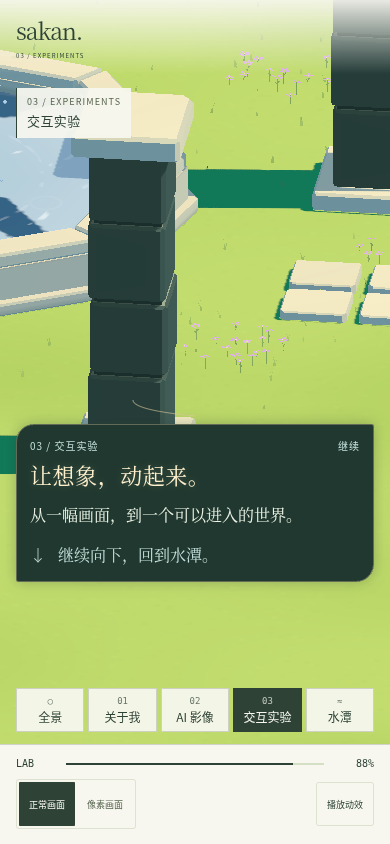 sakan.
03 / EXPERIMENTS
03 / EXPERIMENTS
交互实验
03 / 交互实验
继续
让想象，动起来。
从一幅画面，到一个可以进入的世界。
↓ 继续向下，回到水潭。
○
全景
01
关于我
02
AI 影像
03
交互实验
≈
水潭
LAB
88%
正常画面
像素画面
播放动效